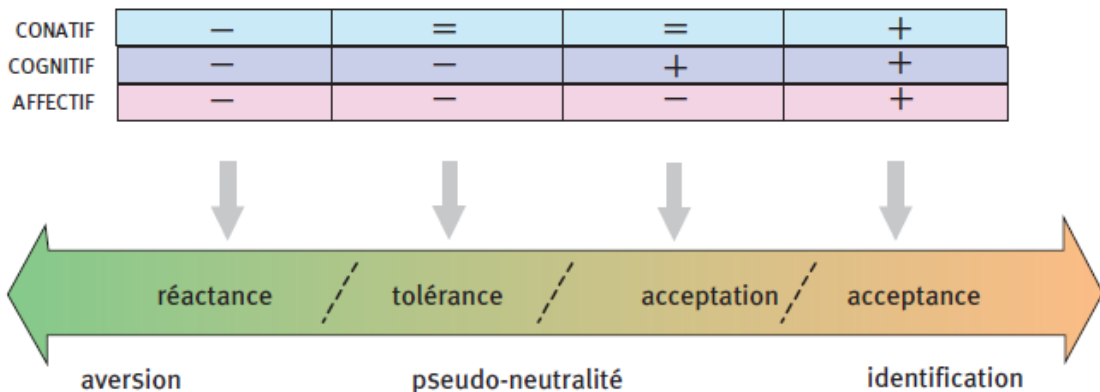 CONATIF − = = +
COGNITIF − − + +
AFFECTIF − − − +
réactance tolérance acceptation acceptance
aversion pseudo-neutralité identification